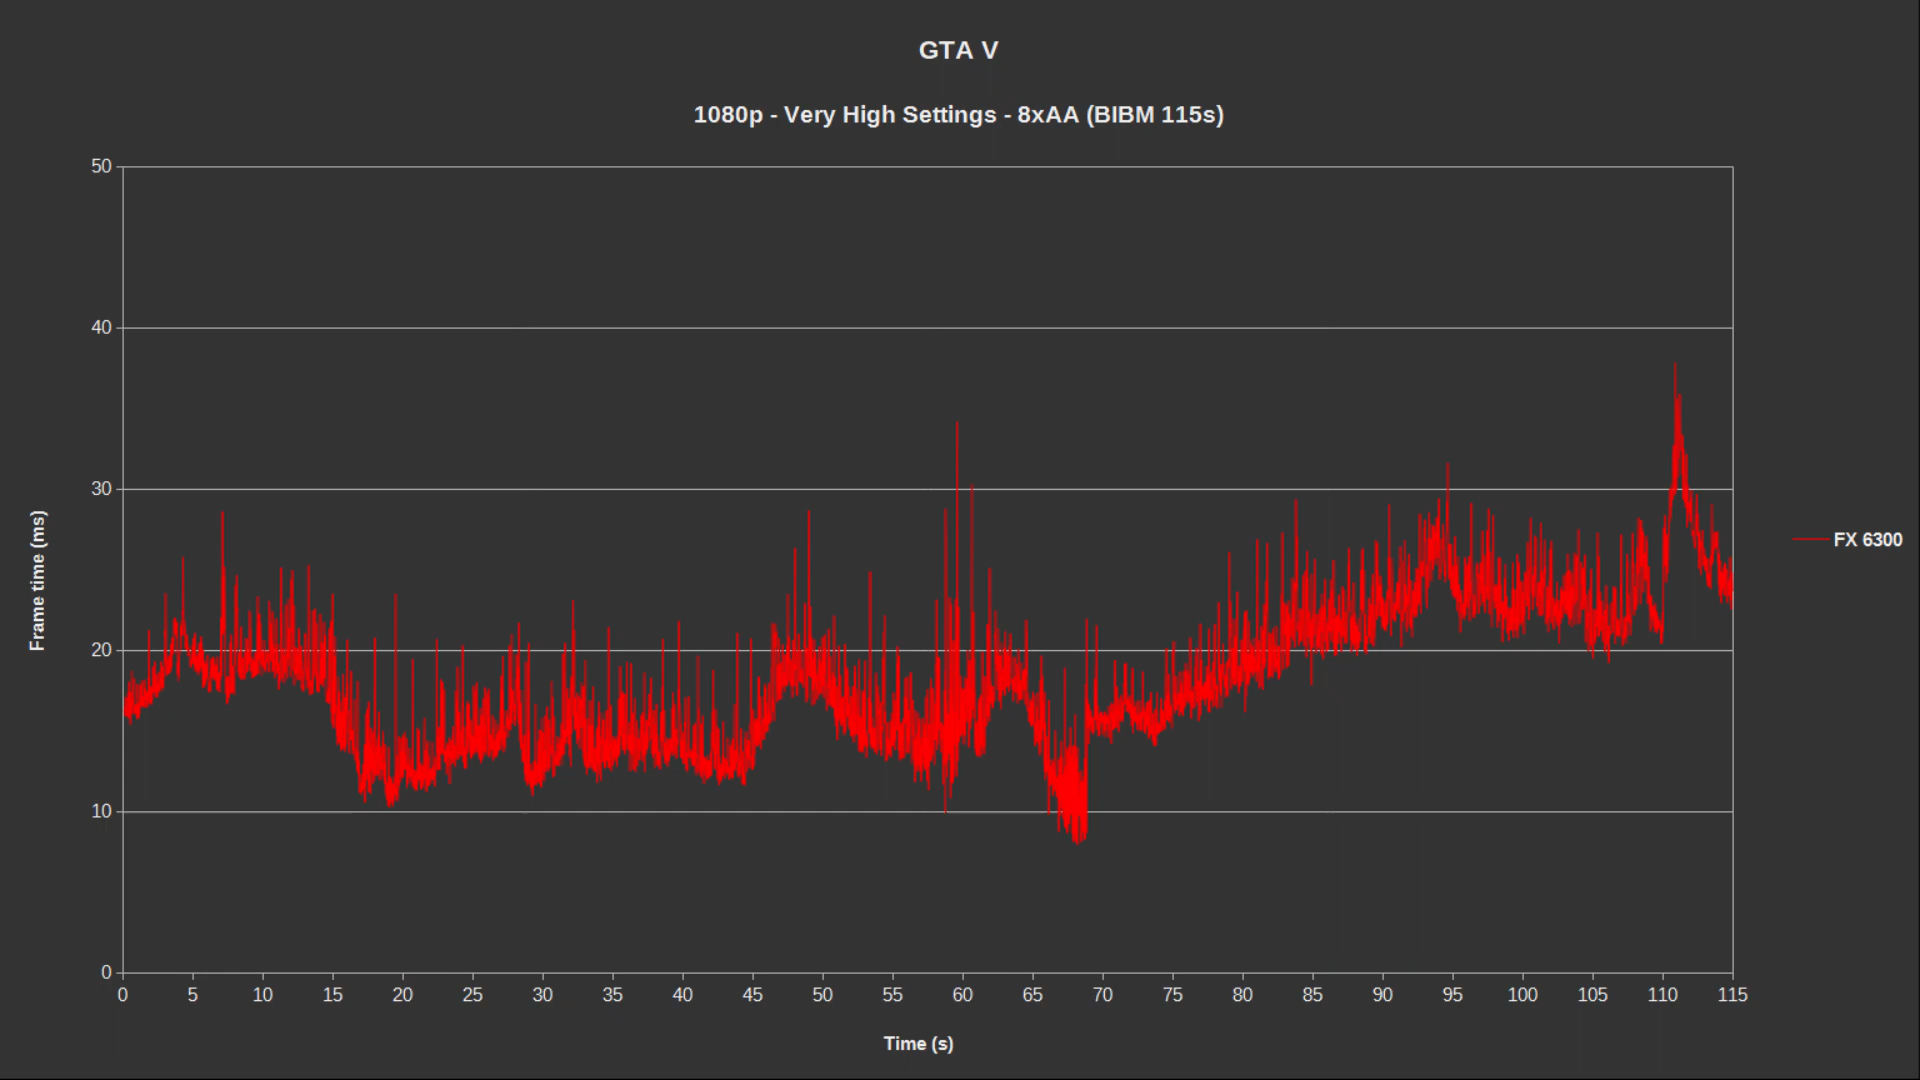 GTA V
1080p - Very High Settings - 8xAA (BIBM 115s)
50
40
30
20
10
0
Frame time (ms)
FX 6300
0 5 10 15 20 25 30 35 40 45 50 55 60 65 70 75 80 85 90 95 100 105 110 115
Time (s)